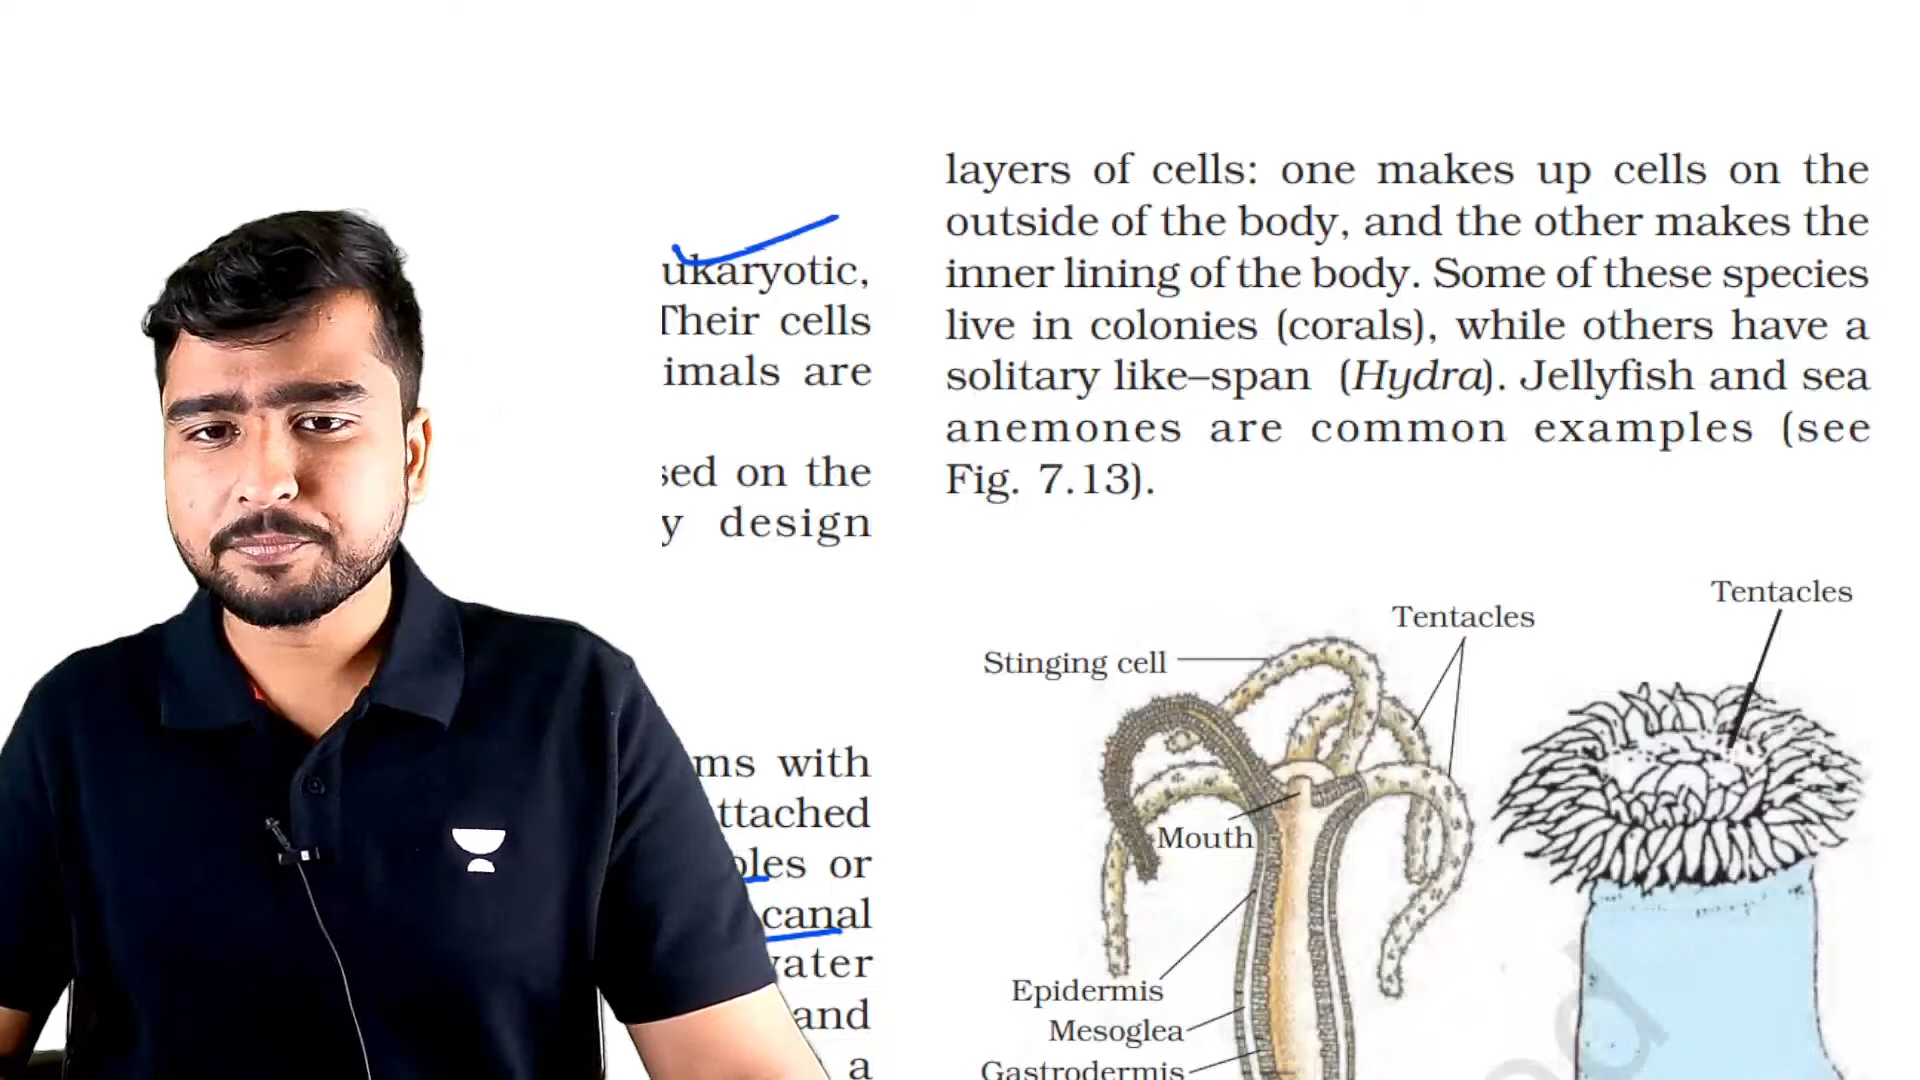 ukaryotic,
Their cells
imals are
sed on the
y design
ms with
ttached
oles or
canal
water
and
a
layers of cells: one makes up cells on the
outside of the body, and the other makes the
inner lining of the body. Some of these species
live in colonies (corals), while others have a
solitary like–span (Hydra). Jellyfish and sea
anemones are common examples (see
Fig. 7.13).
Tentacles
Tentacles
Stinging cell
Mouth
Epidermis
Mesoglea
Gastrodermis